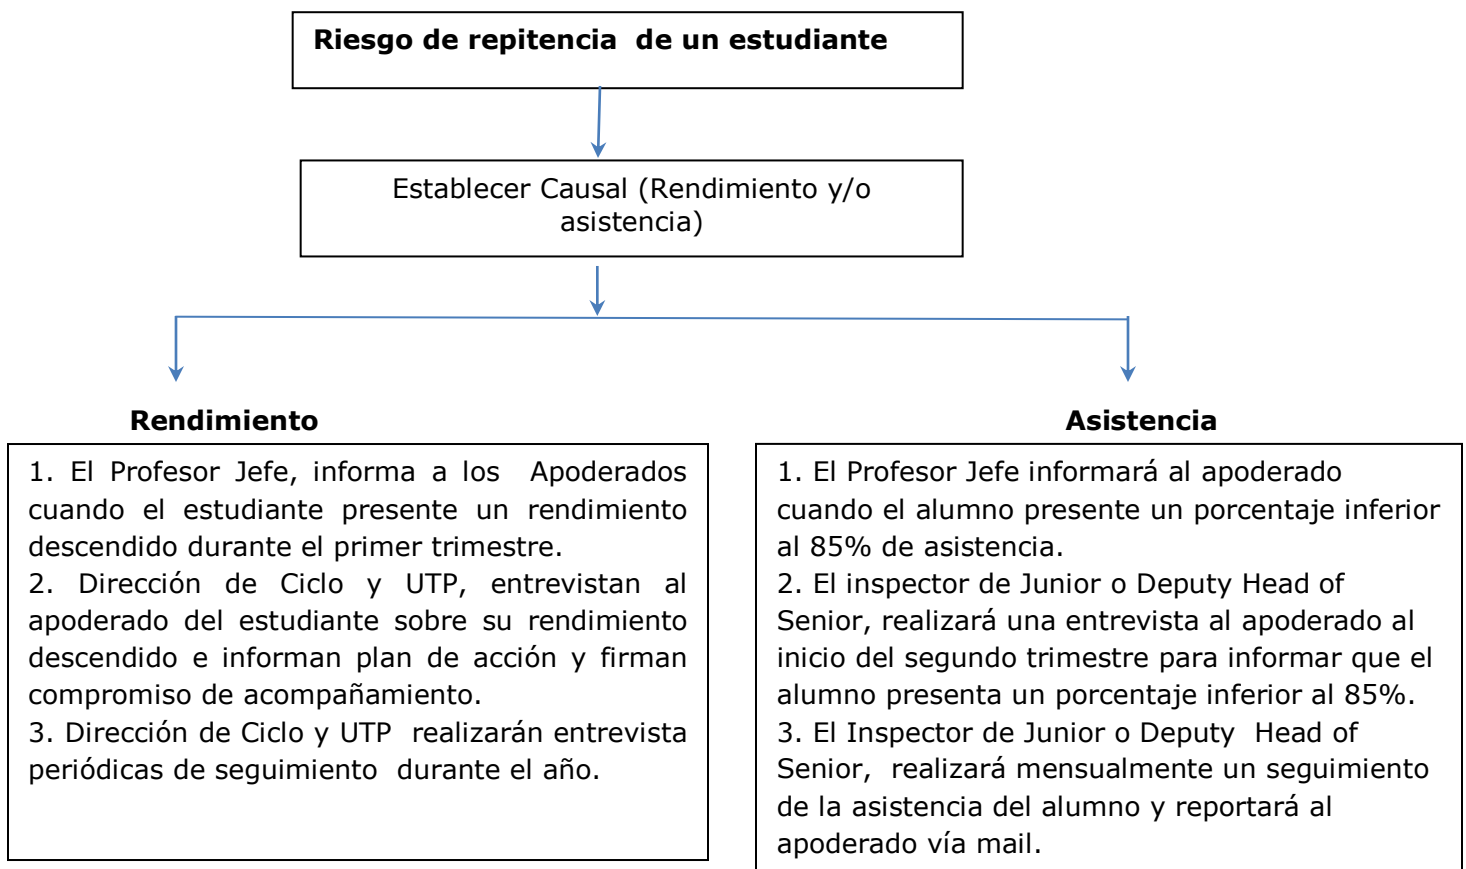 Riesgo de repitencia de un estudiante
Establecer Causal (Rendimiento y/o
asistencia)
Rendimiento
1. El Profesor Jefe, informa a los Apoderados
cuando el estudiante presente un rendimiento
descendido durante el primer trimestre.
2. Dirección de Ciclo y UTP, entrevistan al
apoderado del estudiante sobre su rendimiento
descendido e informan plan de acción y firman
compromiso de acompañamiento.
3. Dirección de Ciclo y UTP realizarán entrevista
periódicas de seguimiento durante el año.
Asistencia
1. El Profesor Jefe informará al apoderado
cuando el alumno presente un porcentaje inferior
al 85% de asistencia.
2. El inspector de Junior o Deputy Head of
Senior, realizará una entrevista al apoderado al
inicio del segundo trimestre para informar que el
alumno presenta un porcentaje inferior al 85%.
3. El Inspector de Junior o Deputy Head of
Senior, realizará mensualmente un seguimiento
de la asistencia del alumno y reportará al
apoderado vía mail.